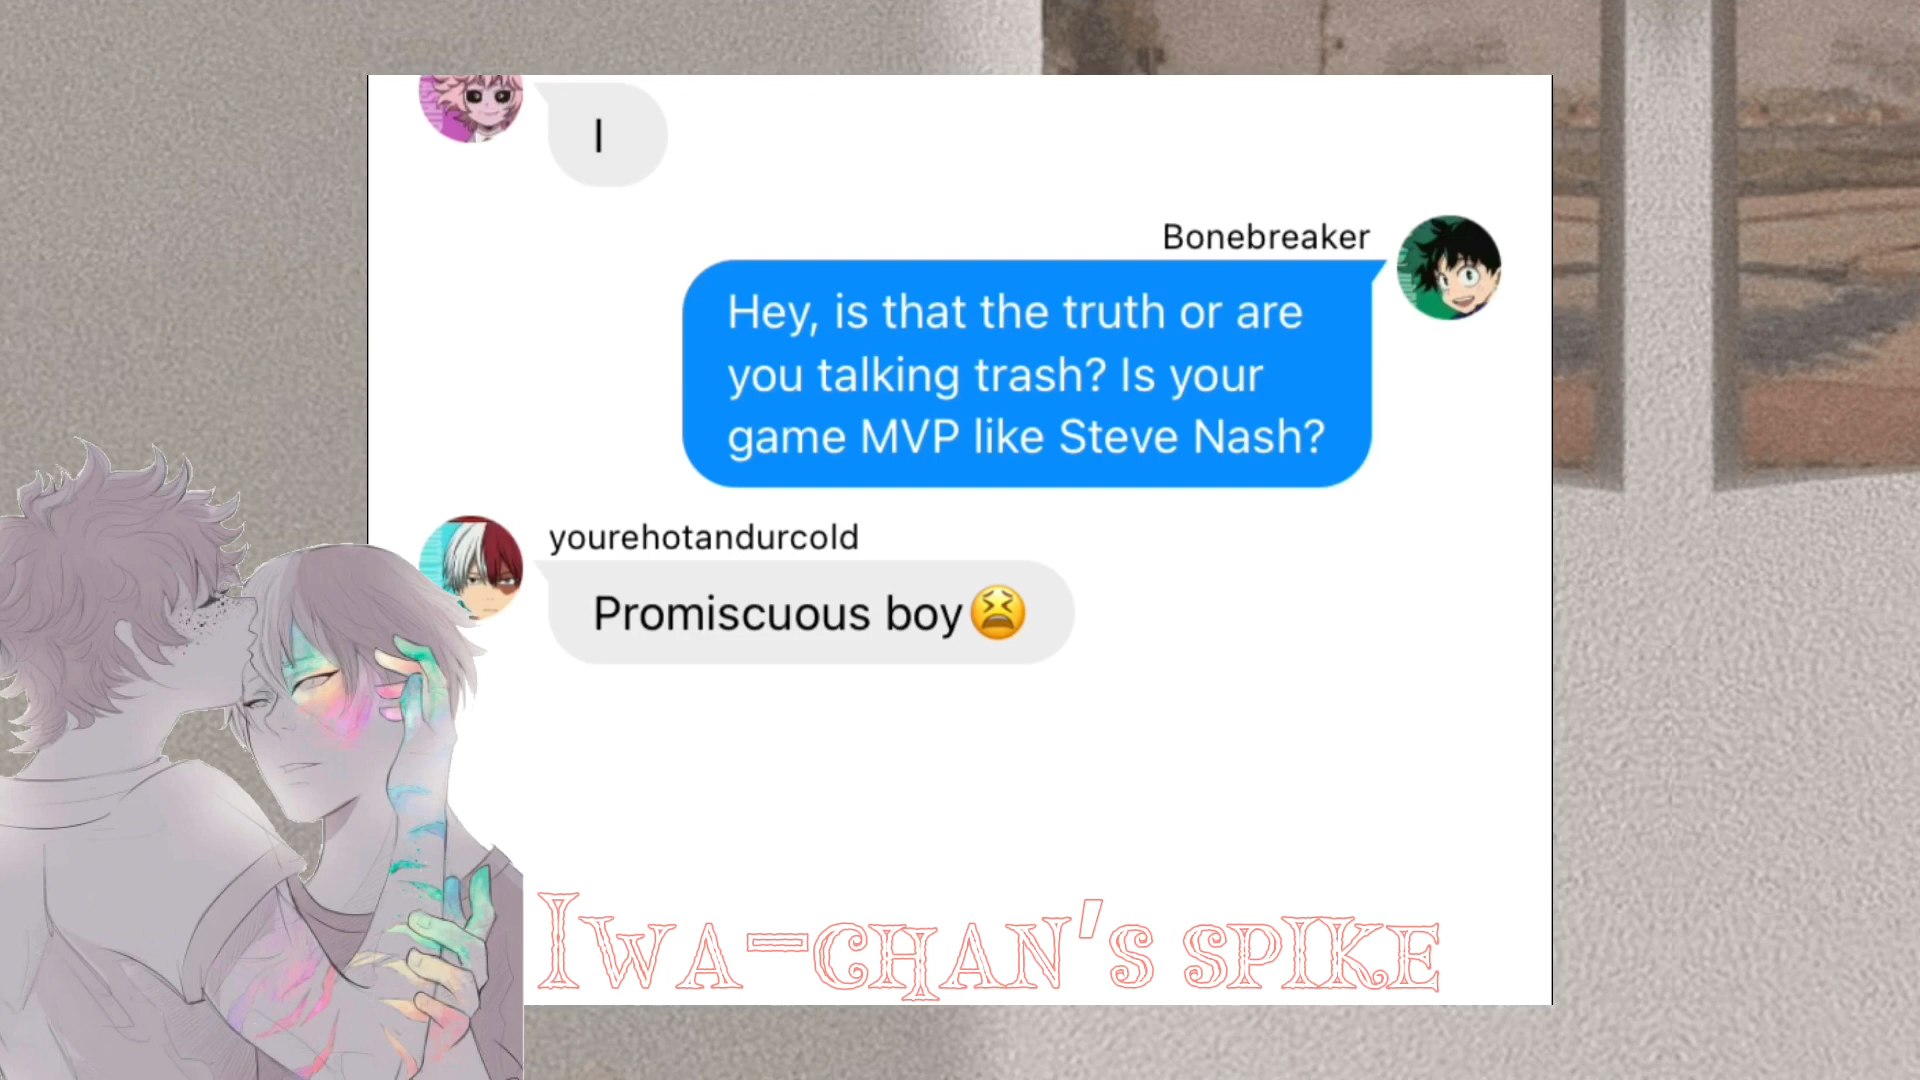 I
Bonebreaker
Hey, is that the truth or are
you talking trash? Is your
game MVP like Steve Nash?
yourehotandurcold
Promiscuous boy😫
Iwa-chan's spike